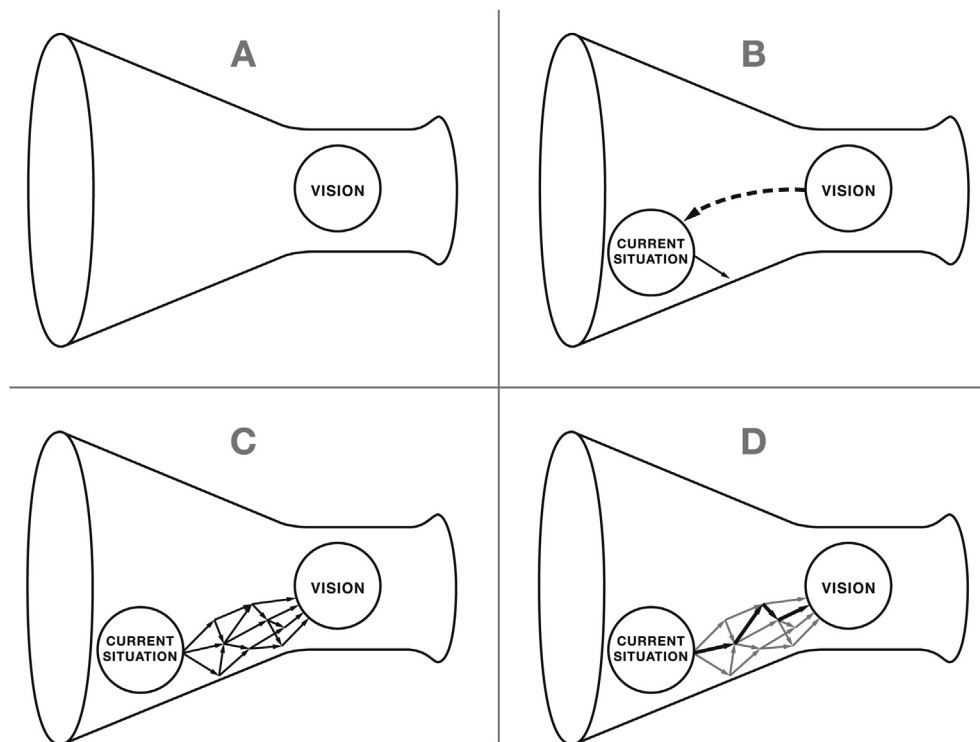 A
VISION
B
VISION
CURRENT
SITUATION
C
VISION
CURRENT
SITUATION
D
VISION
CURRENT
SITUATION